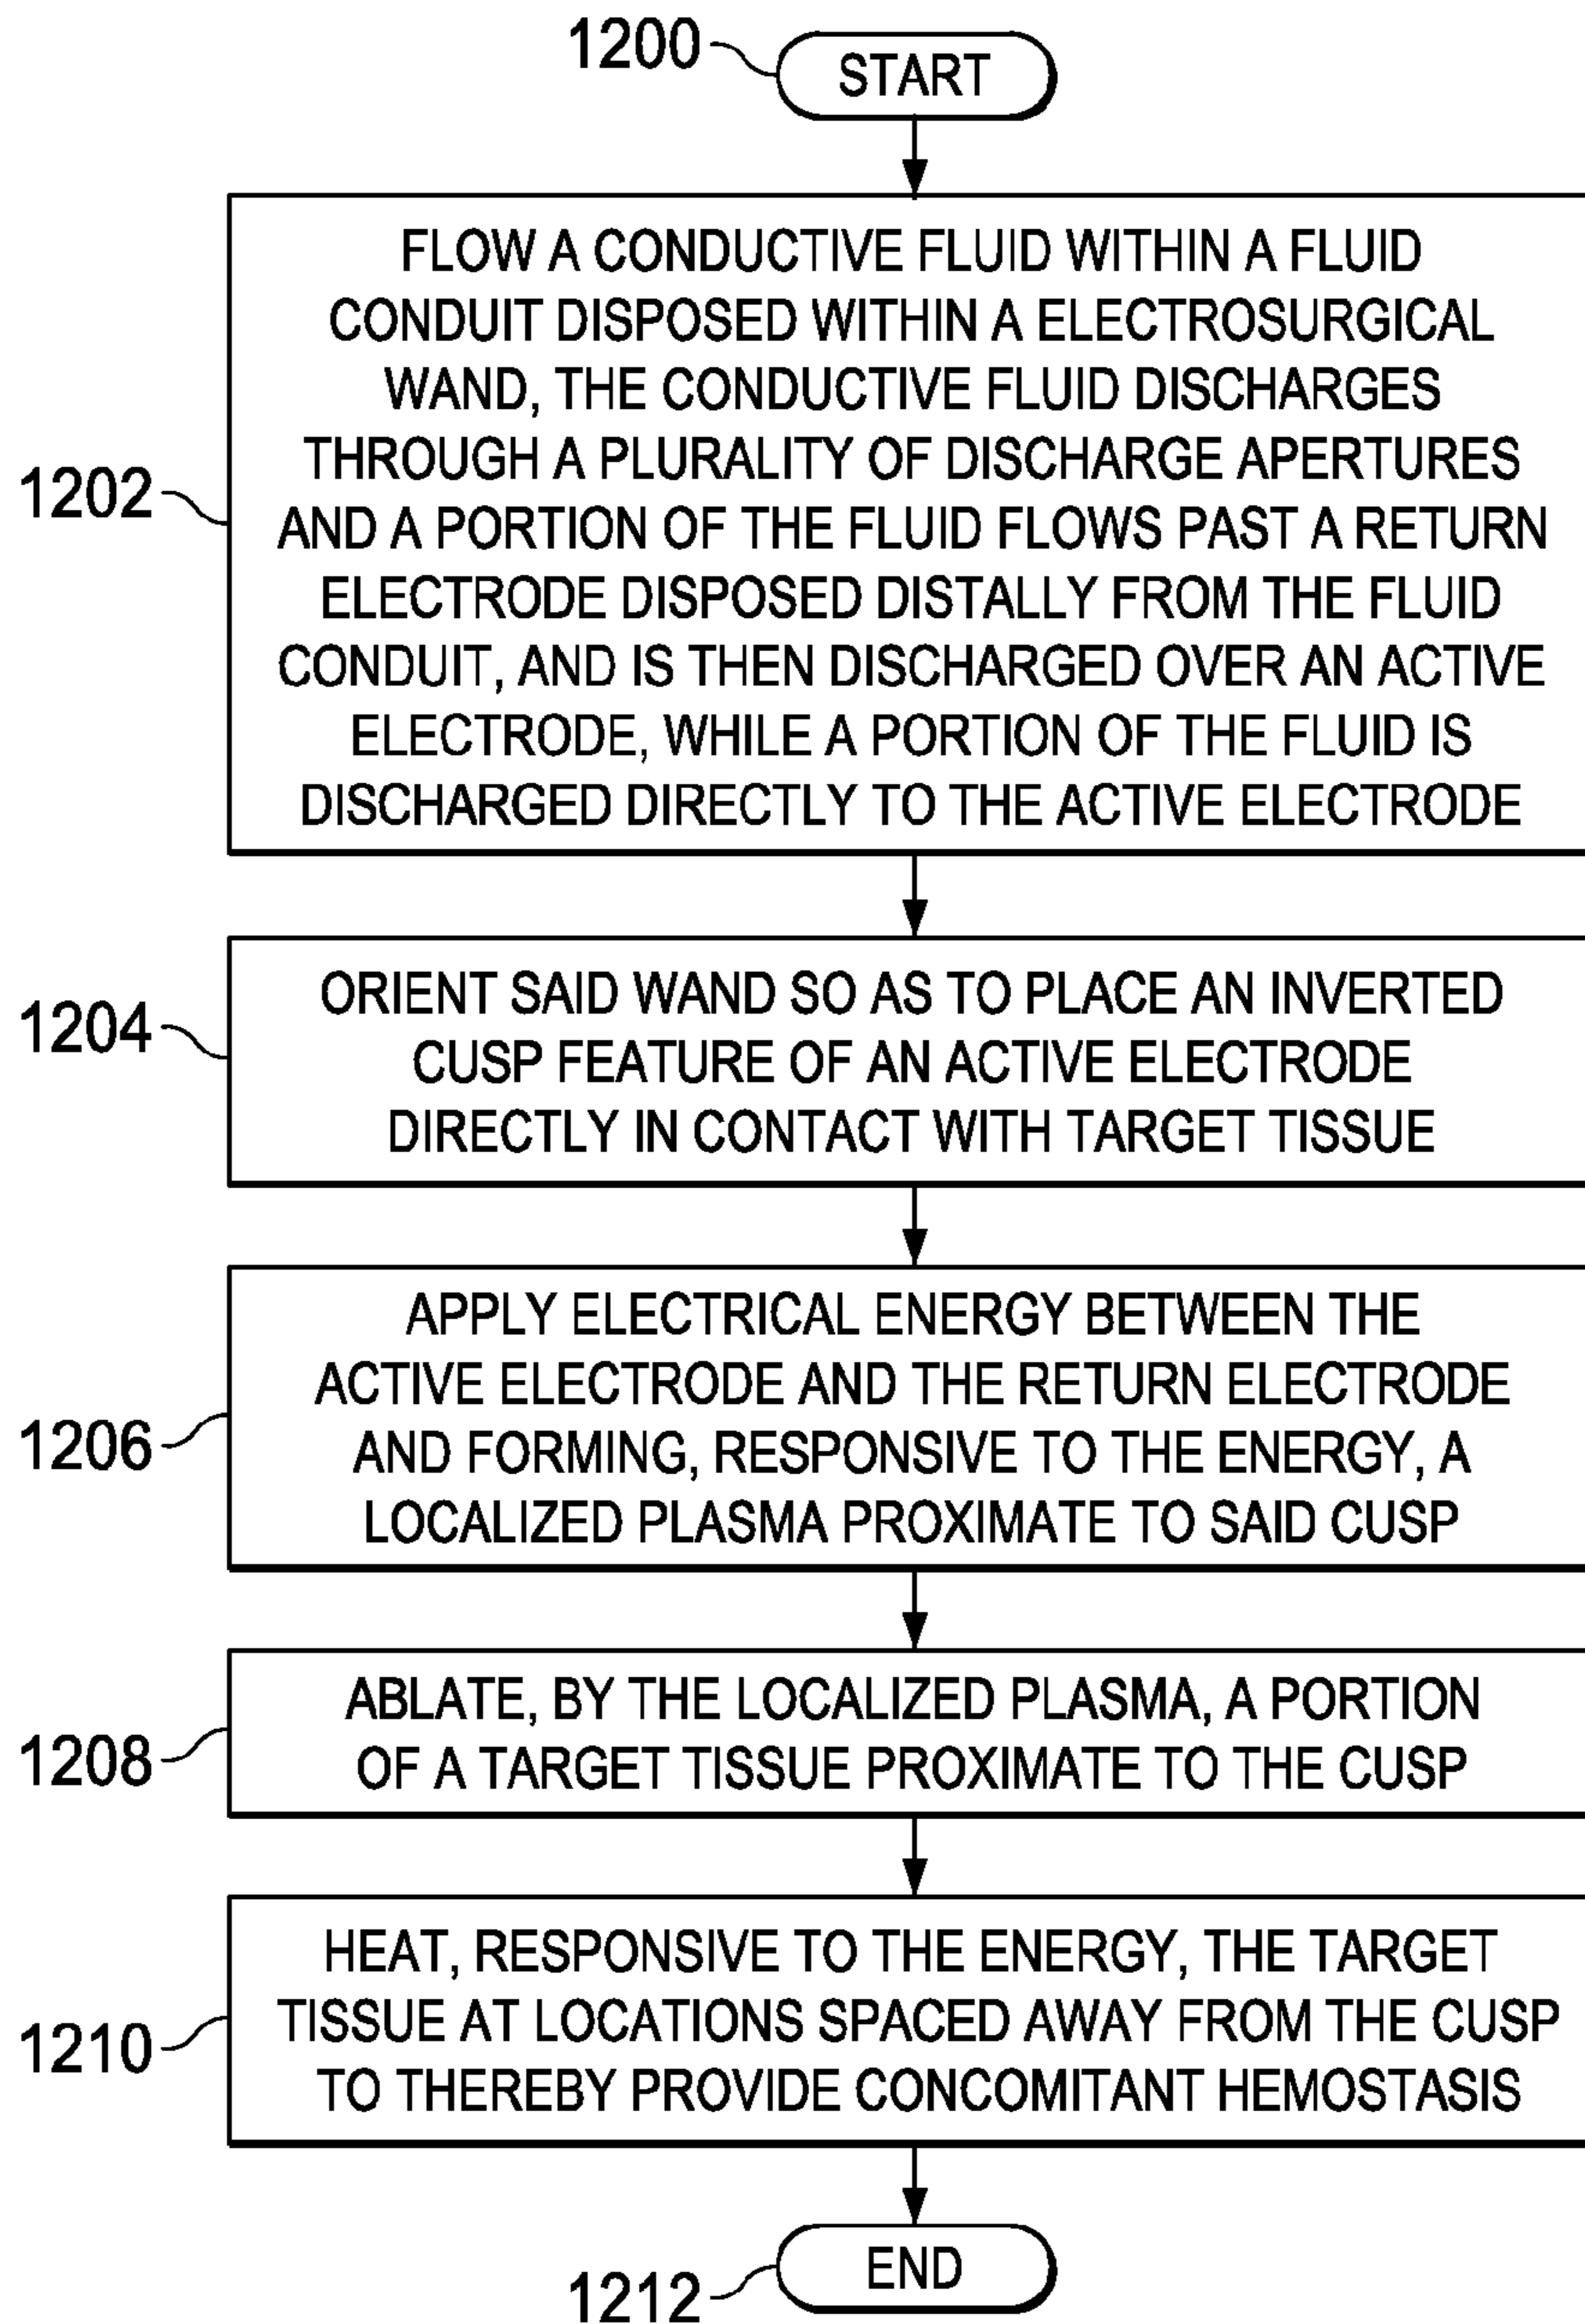 1200
START
1202
FLOW A CONDUCTIVE FLUID WITHIN A FLUID
CONDUIT DISPOSED WITHIN A ELECTROSURGICAL
WAND, THE CONDUCTIVE FLUID DISCHARGES
THROUGH A PLURALITY OF DISCHARGE APERTURES
AND A PORTION OF THE FLUID FLOWS PAST A RETURN
ELECTRODE DISPOSED DISTALLY FROM THE FLUID
CONDUIT, AND IS THEN DISCHARGED OVER AN ACTIVE
ELECTRODE, WHILE A PORTION OF THE FLUID IS
DISCHARGED DIRECTLY TO THE ACTIVE ELECTRODE
1204
ORIENT SAID WAND SO AS TO PLACE AN INVERTED
CUSP FEATURE OF AN ACTIVE ELECTRODE
DIRECTLY IN CONTACT WITH TARGET TISSUE
1206
APPLY ELECTRICAL ENERGY BETWEEN THE
ACTIVE ELECTRODE AND THE RETURN ELECTRODE
AND FORMING, RESPONSIVE TO THE ENERGY, A
LOCALIZED PLASMA PROXIMATE TO SAID CUSP
1208
ABLATE, BY THE LOCALIZED PLASMA, A PORTION
OF A TARGET TISSUE PROXIMATE TO THE CUSP
1210
HEAT, RESPONSIVE TO THE ENERGY, THE TARGET
TISSUE AT LOCATIONS SPACED AWAY FROM THE CUSP
TO THEREBY PROVIDE CONCOMITANT HEMOSTASIS
END
1212